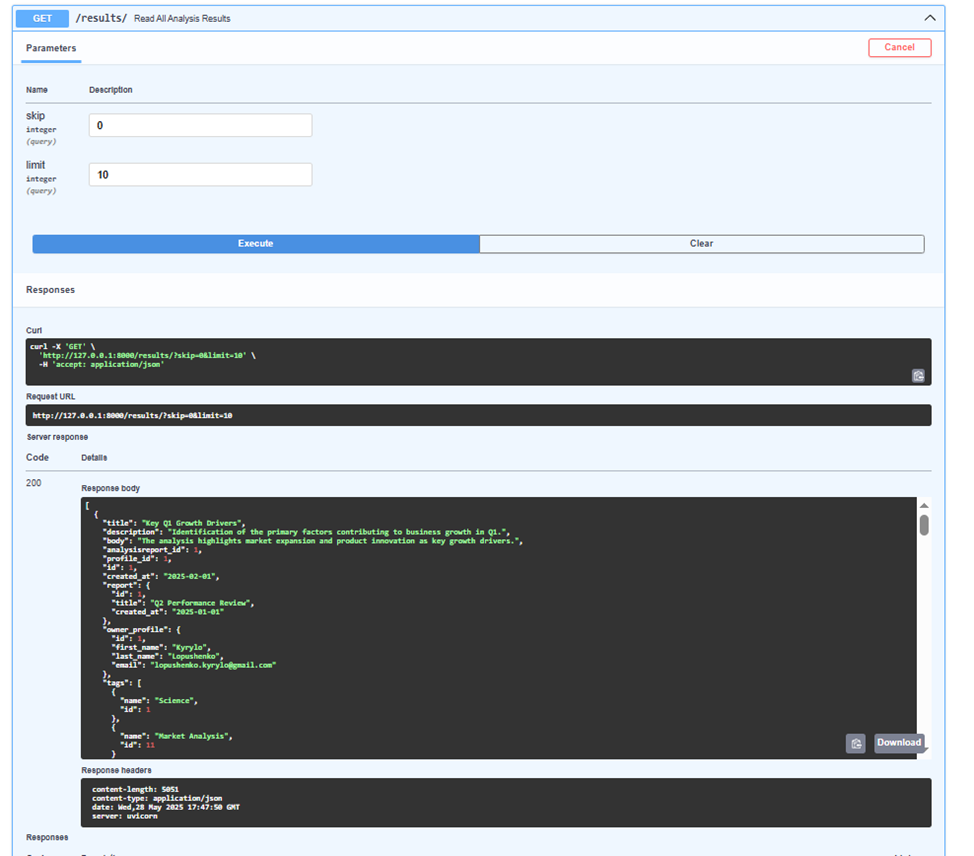 GET /results/ Read All Analysis Results
Parameters
Cancel
Name Description
skip
integer
(query)
0
limit
integer
(query)
10
Execute
Clear
Responses
Curl
curl -X 'GET' \
'http://127.0.0.1:8000/results/?skip=0&limit=10' \
-H 'accept: application/json'
Request URL
http://127.0.0.1:8000/results/?skip=0&limit=10
Server response
Code Details
200
Response body
[
{
"title": "Key Q1 Growth Drivers",
"description": "Identification of the primary factors contributing to business growth in Q1.",
"body": "The analysis highlights market expansion and product innovation as key growth drivers.",
"analysisreport_id": 1,
"profile_id": 1,
"id": 1,
"created_at": "2025-02-01",
"report": {
"id": 1,
"title": "Q2 Performance Review",
"created_at": "2025-01-01"
},
"owner_profile": {
"id": 1,
"first_name": "Kyrylo",
"last_name": "Lopushenko",
"email": "lopushenko.kyrylo@gmail.com"
},
"tags": [
{
"name": "Science",
"id": 1
},
{
"name": "Market Analysis",
"id": 11
}
Download
Response headers
content-length: 5051
content-type: application/json
date: Wed,28 May 2025 17:47:50 GMT
server: uvicorn
Responses